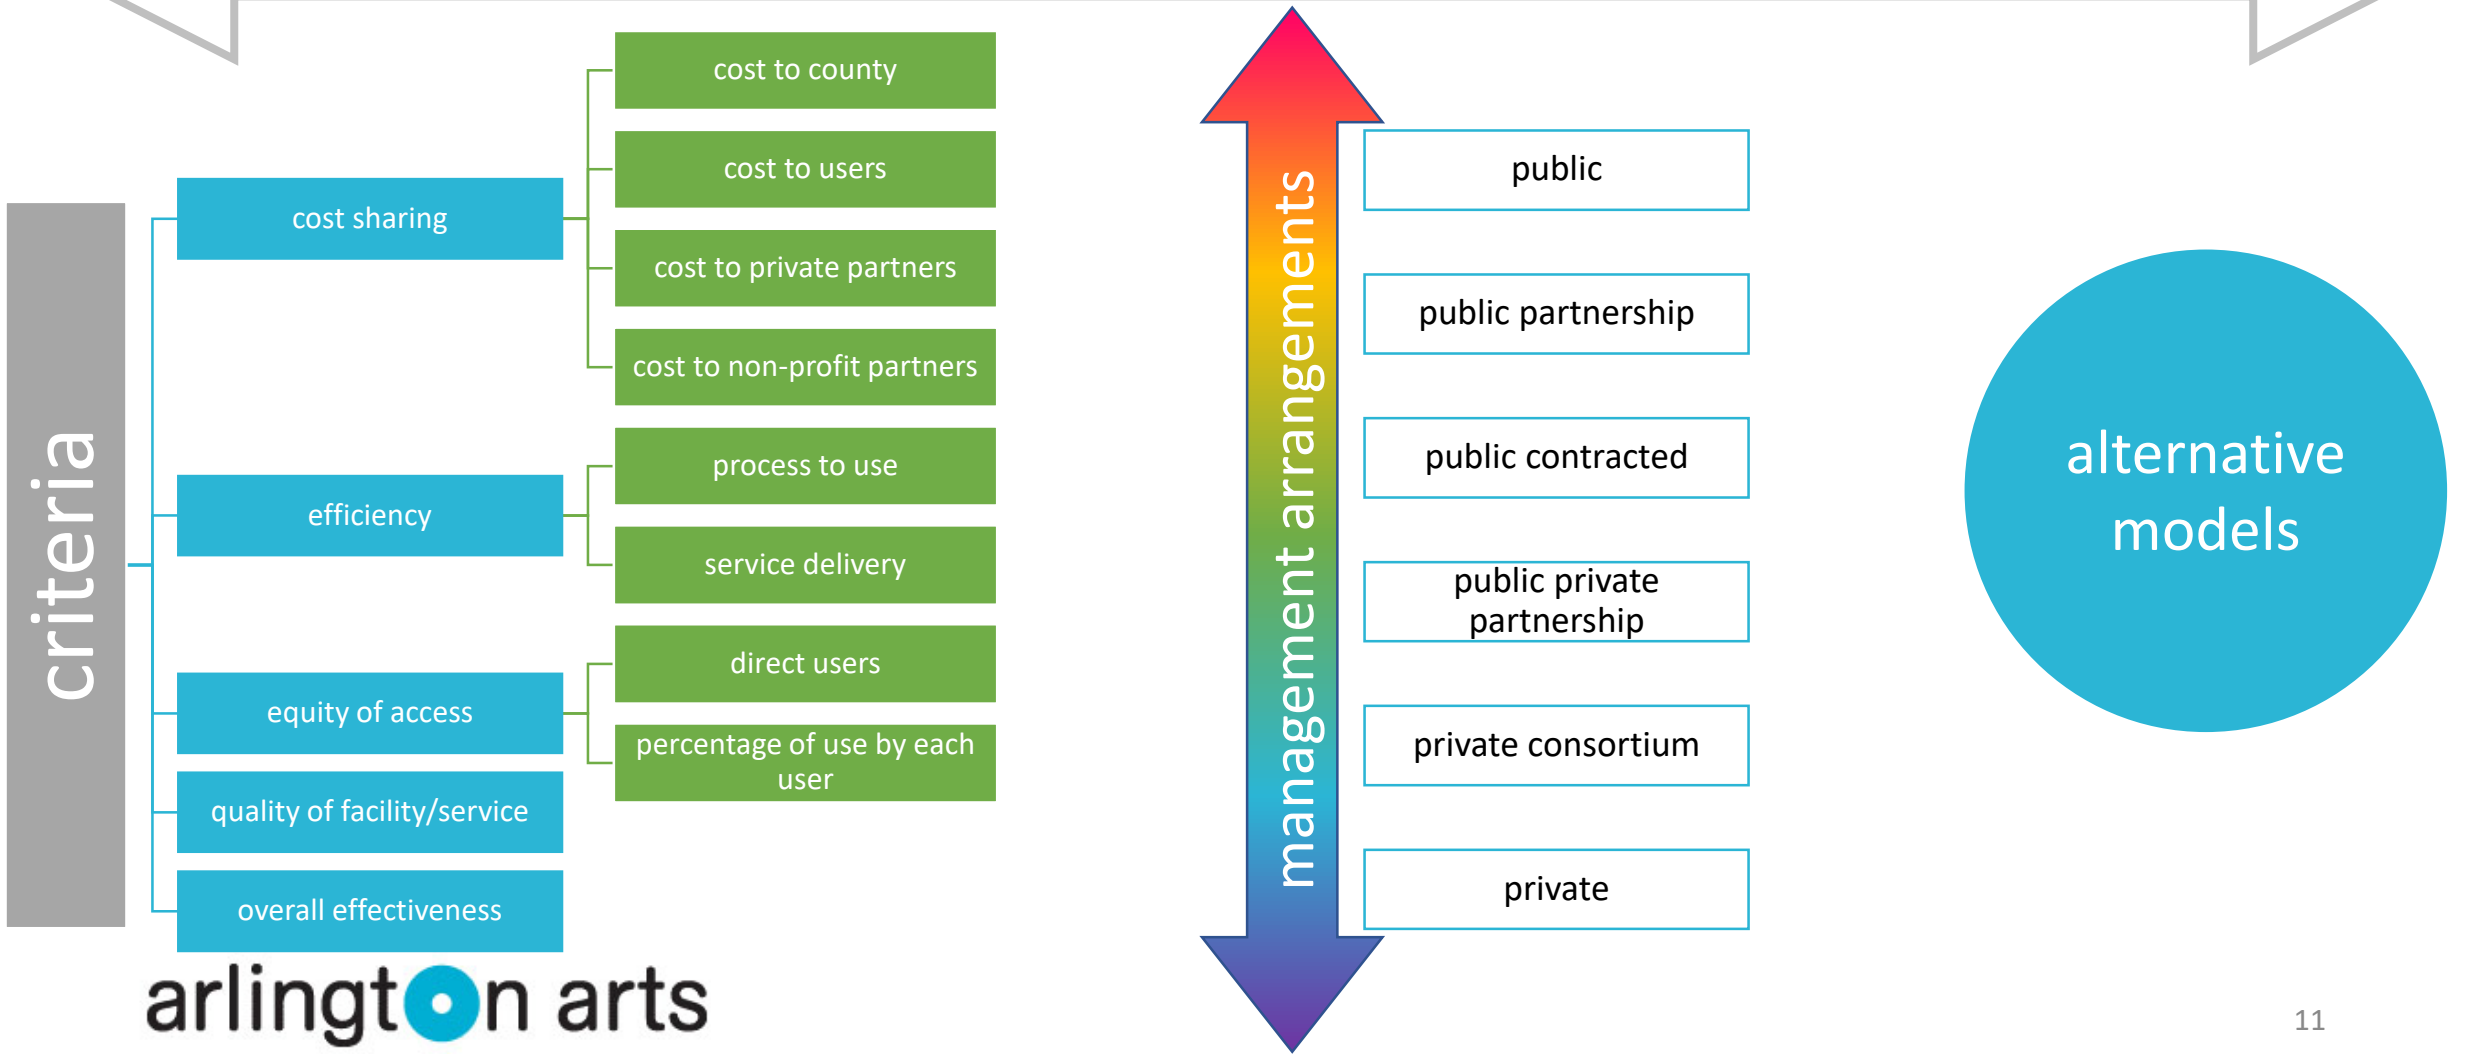 criteria
cost sharing
cost to county
cost to users
cost to private partners
cost to non-profit partners
efficiency
process to use
service delivery
equity of access
direct users
percentage of use by each
user
quality of facility/service
overall effectiveness
management arrangements
public
public partnership
public contracted
public private
partnership
private consortium
private
alternative
models
arlington arts
11